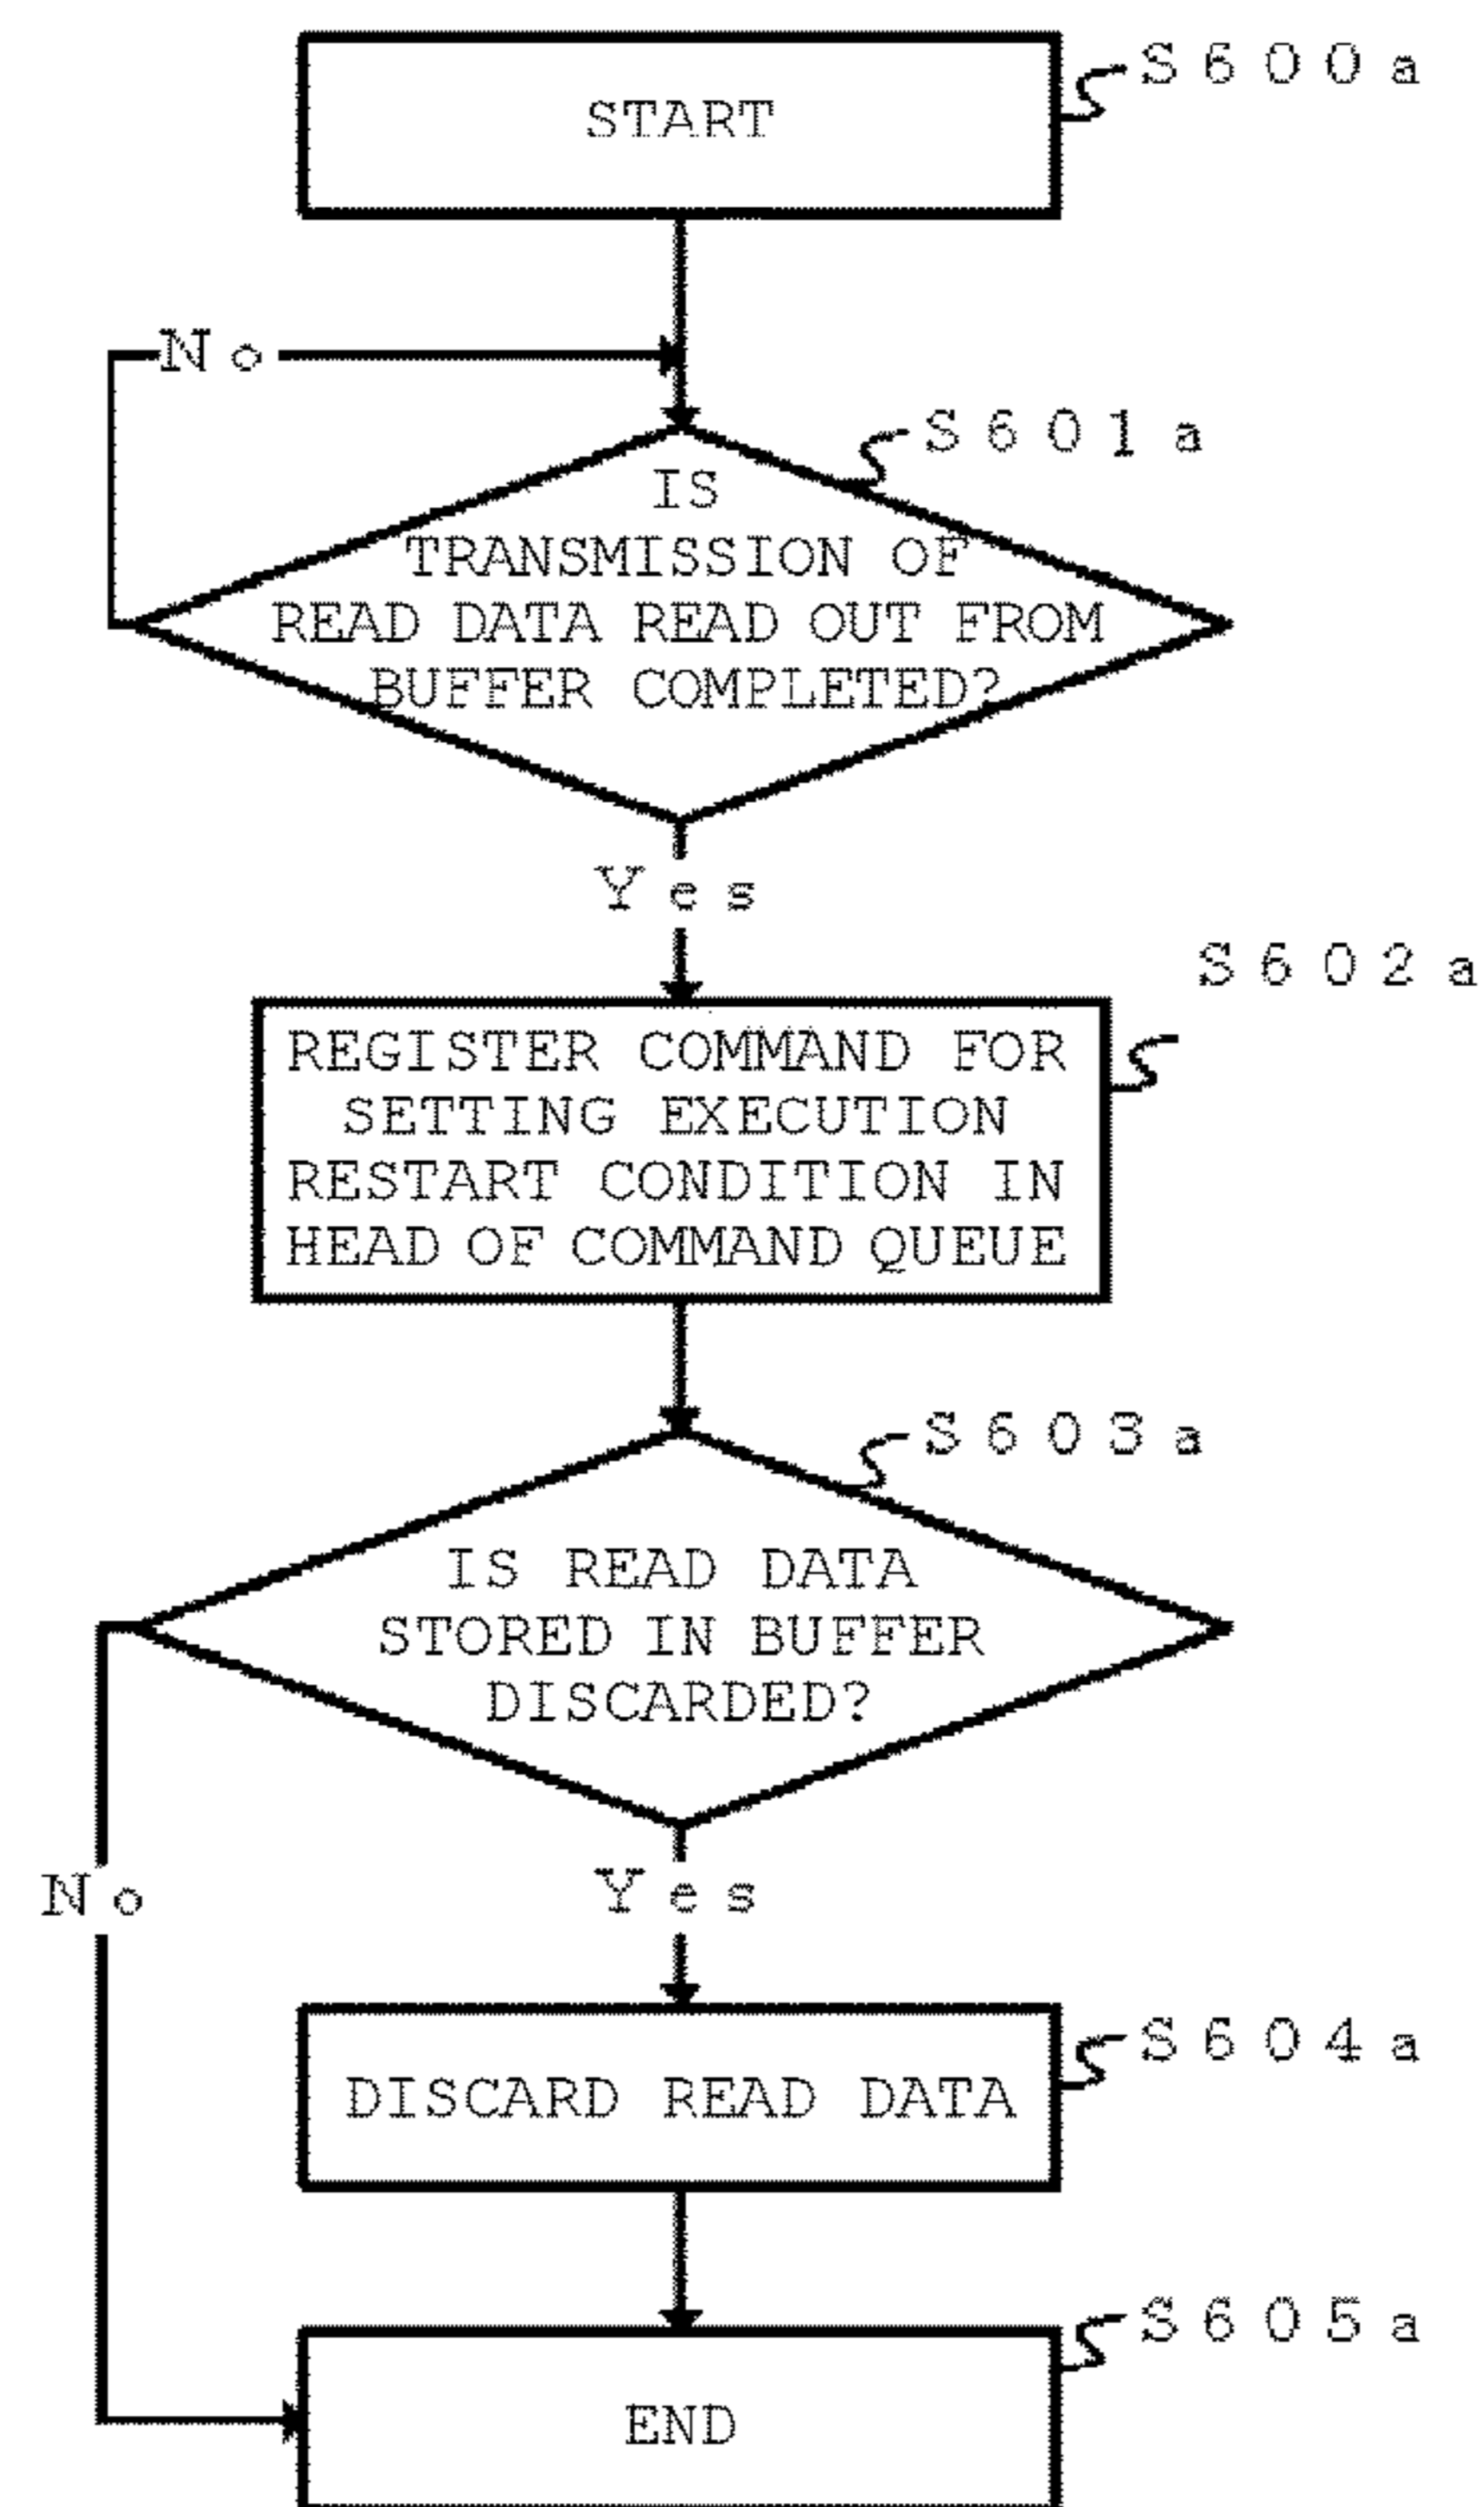 START
S600a
No
S601a
IS
TRANSMISSION OF
READ DATA READ OUT FROM
BUFFER COMPLETED?
Yes
S602a
REGISTER COMMAND FOR
SETTING EXECUTION
RESTART CONDITION IN
HEAD OF COMMAND QUEUE
S603a
IS READ DATA
STORED IN BUFFER
DISCARDED?
No
Yes
S604a
DISCARD READ DATA
S605a
END